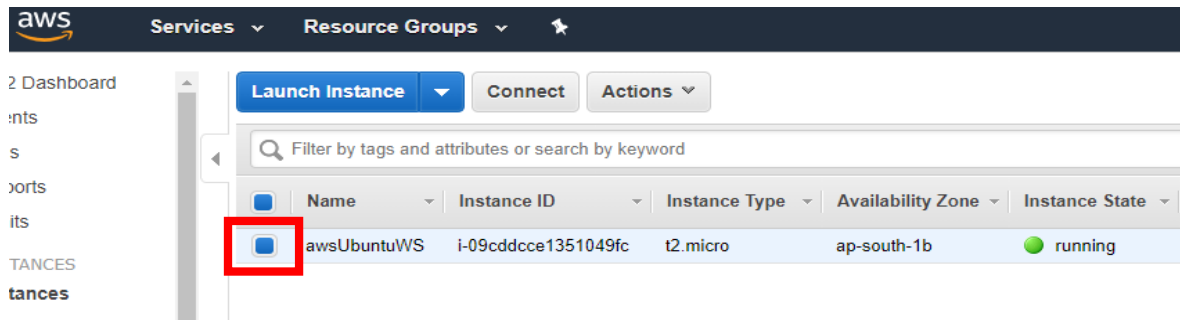 aws Services Resource Groups
2 Dashboard
ents
s
ports
its
TANCES
tances
Launch Instance Connect Actions
Filter by tags and attributes or search by keyword
Name Instance ID Instance Type Availability Zone Instance State
awsUbuntuWS i-09cddcce1351049fc t2.micro ap-south-1b running